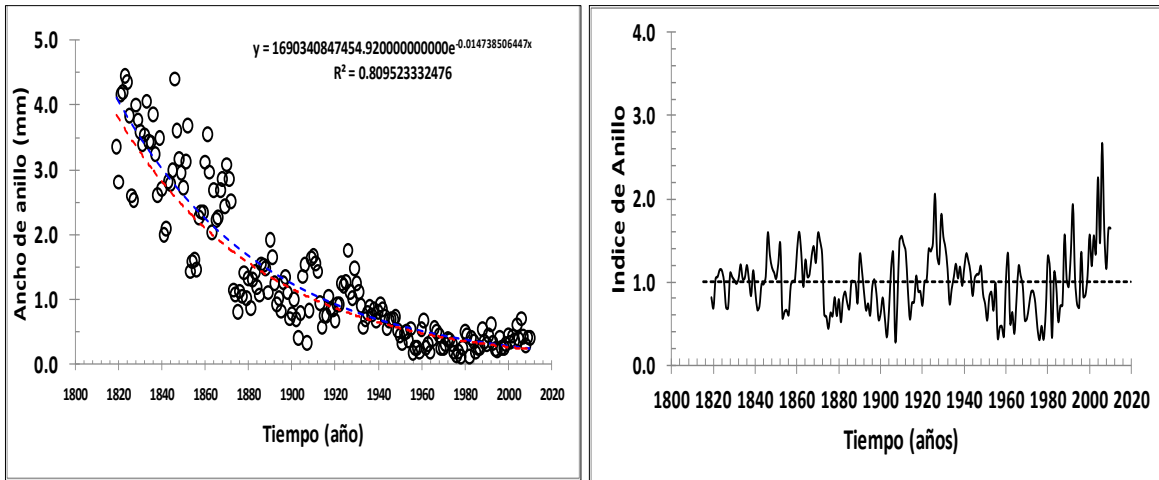 y = 1690340847454.920000000000e-0.014738506447x
R² = 0.809523332476
Ancho de anillo (mm)
5.0
4.0
3.0
2.0
1.0
0.0
1800 1820 1840 1860 1880 1900 1920 1940 1960 1980 2000 2020
Tiempo (año)
Indice de Anillo
4.0
3.0
2.0
1.0
0.0
1800 1820 1840 1860 1880 1900 1920 1940 1960 1980 2000 2020
Tiempo (años)